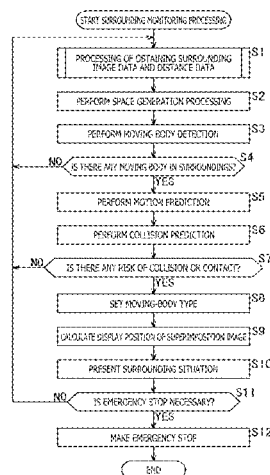 START SURROUNDING MONITORING PROCESSING
S1
PROCESSING OF OBTAINING SURROUNDING
IMAGE DATA AND DISTANCE DATA
S2
PERFORM SPACE GENERATION PROCESSING
S3
PERFORM MOVING BODY DETECTION
S4
NO
IS THERE ANY MOVING BODY IN SURROUNDINGS?
YES
S5
PERFORM MOTION PREDICTION
S6
PERFORM COLLISION PREDICTION
S7
NO
IS THERE ANY RISK OF COLLISION OR CONTACT?
YES
S8
SET MOVING-BODY TYPE
S9
CALCULATE DISPLAY POSITION OF SUPERIMPOSITION IMAGE
S10
PRESENT SURROUNDING SITUATION
S11
NO
IS EMERGENCY STOP NECESSARY?
YES
S12
MAKE EMERGENCY STOP
END